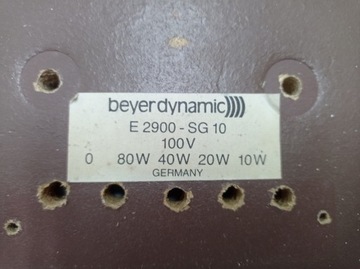 beyerdynamic))))
E 2900 - SG 10
100V
0 80W 40W 20W 10W
GERMANY